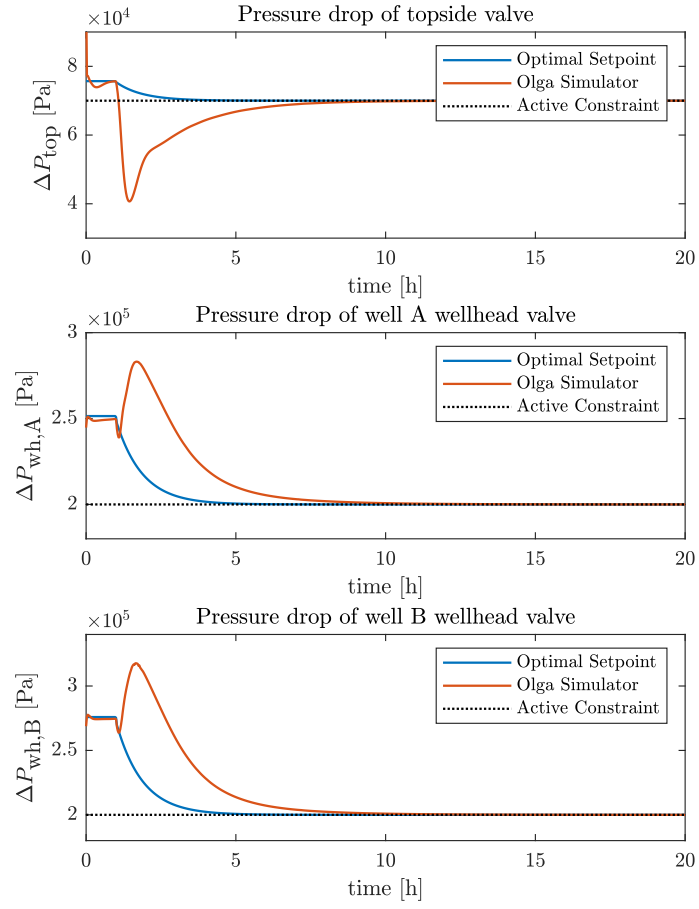 Pressure drop of topside valve
×10⁴
8
6
4
ΔP_top [Pa]
Optimal Setpoint
Olga Simulator
Active Constraint
0 5 10 15 20
time [h]
Pressure drop of well A wellhead valve
×10⁵
3
2.5
2
ΔP_wh,A [Pa]
Optimal Setpoint
Olga Simulator
Active Constraint
0 5 10 15 20
time [h]
Pressure drop of well B wellhead valve
×10⁵
3
2.5
2
ΔP_wh,B [Pa]
Optimal Setpoint
Olga Simulator
Active Constraint
0 5 10 15 20
time [h]